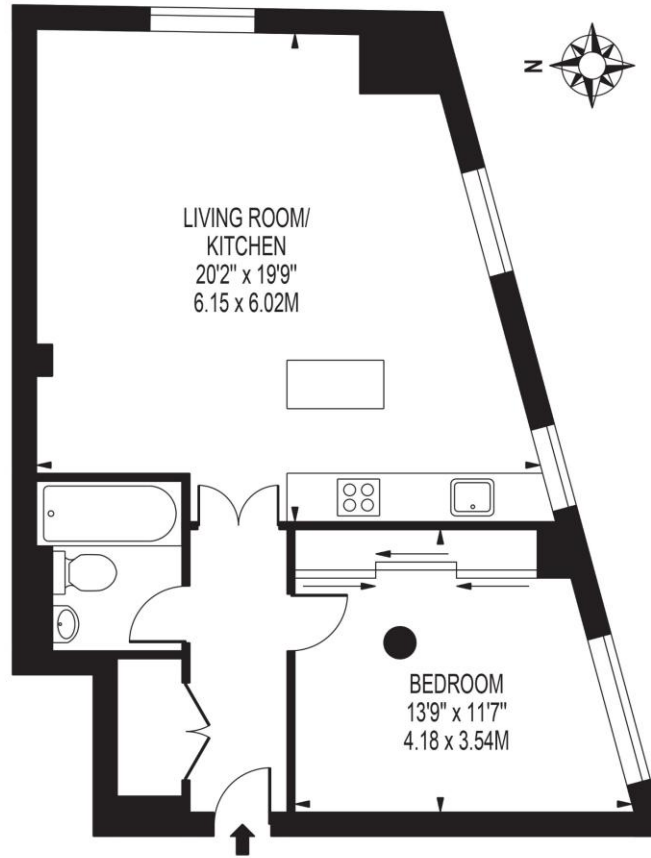 N
LIVING ROOM/
KITCHEN
20'2" x 19'9"
6.15 x 6.02M
BEDROOM
13'9" x 11'7"
4.18 x 3.54M